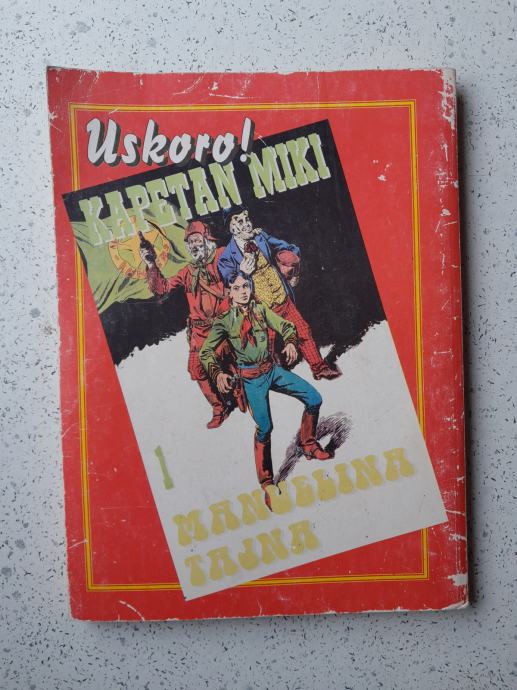 Uskoro!
KAPETAN MIKI
1
MANUELINA
TAJNA